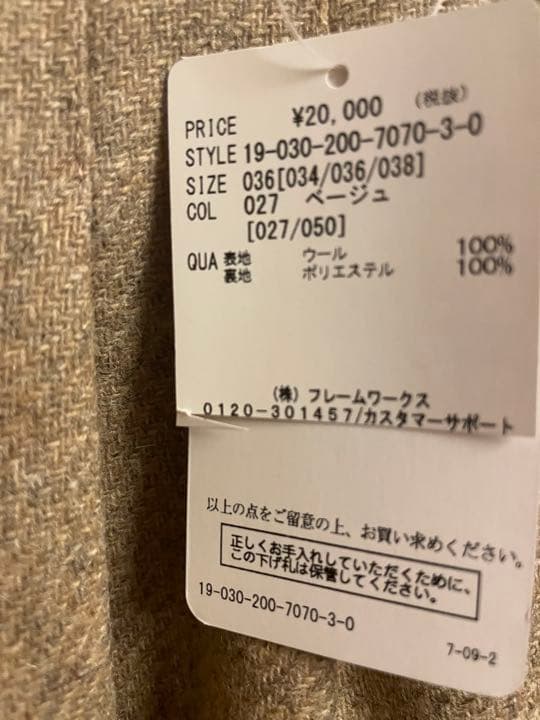 PRICE ¥20,000 (税抜)
STYLE 19-030-200-7070-3-0
SIZE 036[034/036/038]
COL 027 ベージュ
[027/050]
QUA 表地 ウール 100%
裏地 ポリエステル 100%
(株) フレームワークス
0120-301457/カスタマーサポート
以上の点をご留意の上、お買い求めください。
正しくお手入れしていただくために、
この下げ札は保管してください。
19-030-200-7070-3-0
7-09-2